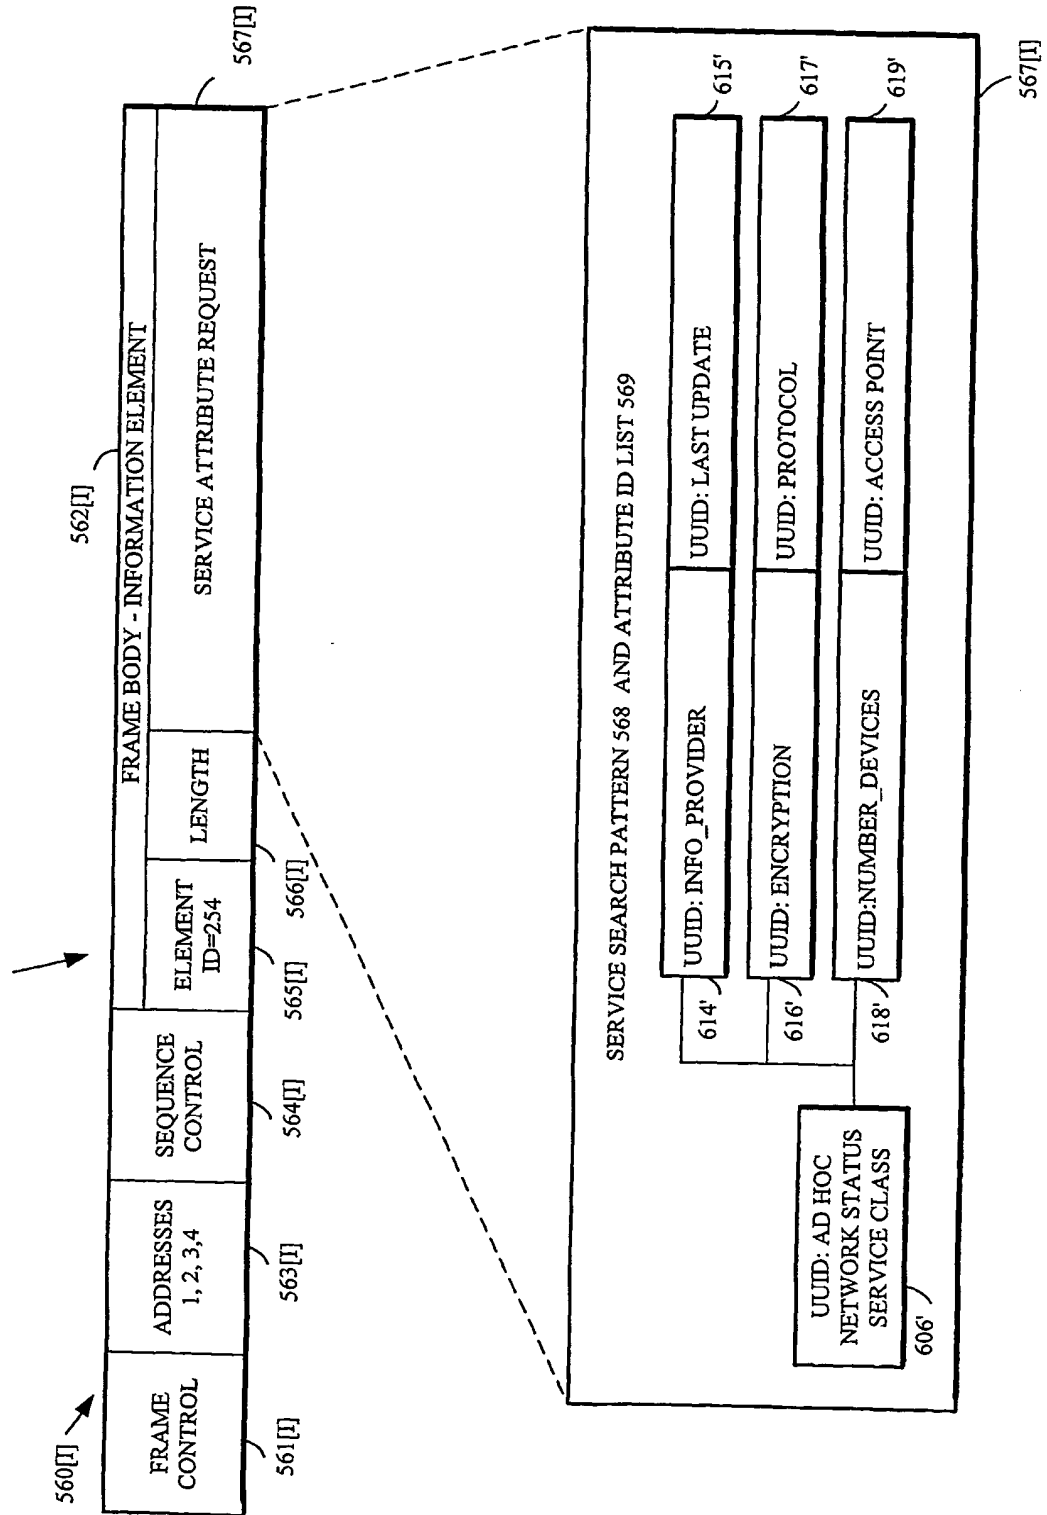 560[I]
562[I]
FRAME
CONTROL
ADDRESSES
1, 2, 3,4
SEQUENCE
CONTROL
FRAME BODY - INFORMATION ELEMENT
ELEMENT
ID=254
LENGTH
SERVICE ATTRIBUTE REQUEST
561[I]
563[I]
564[I]
565[I]
566[I]
567[I]
SERVICE SEARCH PATTERN 568 AND ATTRIBUTE ID LIST 569
UUID: INFO_PROVIDER
UUID: LAST UPDATE
614'
615'
UUID: ENCRYPTION
UUID: PROTOCOL
616'
617'
UUID:NUMBER_DEVICES
UUID: ACCESS POINT
618'
619'
UUID: AD HOC
NETWORK STATUS
SERVICE CLASS
606'
567[I]